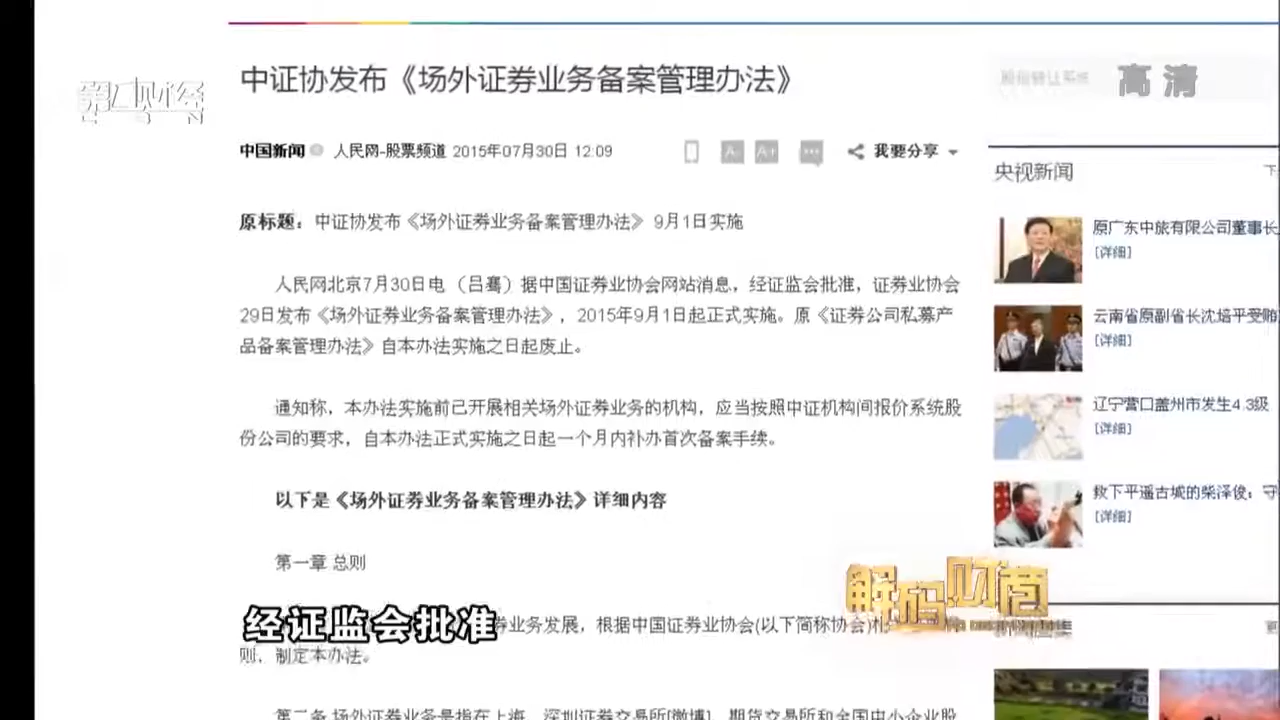 中证协发布《场外证券业务备案管理办法》
第一财经
高清
中国新闻 人民网-股票频道 2015年07月30日 12:09
A- A+
我要分享
央视新闻
原标题：中证协发布《场外证券业务备案管理办法》 9月1日实施
原广东中旅有限公司董事长
[详细]
人民网北京7月30日电 （吕骞）据中国证券业协会网站消息，经证监会批准，证券业协会
29日发布《场外证券业务备案管理办法》，2015年9月1日起正式实施。原《证券公司私募产
品备案管理办法》自本办法实施之日起废止。
云南省原副省长沈培平受贿
[详细]
通知称，本办法实施前已开展相关场外证券业务的机构，应当按照中证机构间报价系统股
份公司的要求，自本办法正式实施之日起一个月内补办首次备案手续。
辽宁营口盖州市发生4.3级
[详细]
以下是《场外证券业务备案管理办法》详细内容
救下平遥古城的柴泽俊：守
[详细]
第一章 总则
解码财商
经证监会批准
券业务发展，根据中国证券业协会(以下简称协会)相
则，制定本办法。
第二条 场外证券业务是指在上海、深圳证券交易所[微博]、期货交易所和全国中小企业股